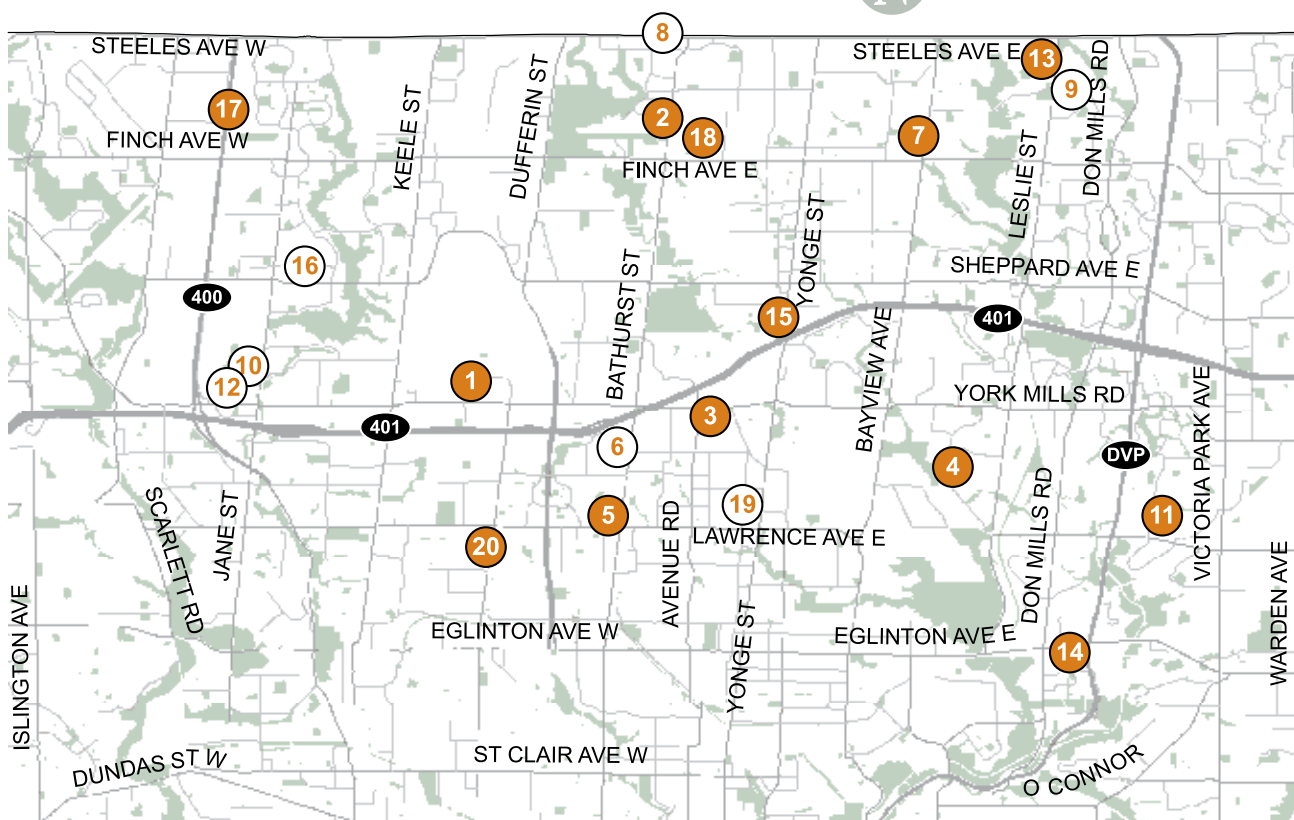 8
STEELES AVE W
STEELES AVE E
13
9
17
2
18
7
FINCH AVE W
FINCH AVE E
KEELE ST
DUFFERIN ST
LESLIE ST
DON MILLS RD
16
YONGE ST
SHEPPARD AVE E
400
BATHURST ST
15
401
10
12
1
BAYVIEW AVE
YORK MILLS RD
VICTORIA PARK AVE
3
401
6
DVP
4
SCARLETT RD
JANE ST
5
AVENUE RD
19
LAWRENCE AVE E
DON MILLS RD
11
20
ISLINGTON AVE
EGLINTON AVE W
YONGE ST
EGLINTON AVE E
14
WARDEN AVE
DUNDAS ST W
ST CLAIR AVE W
O CONNOR